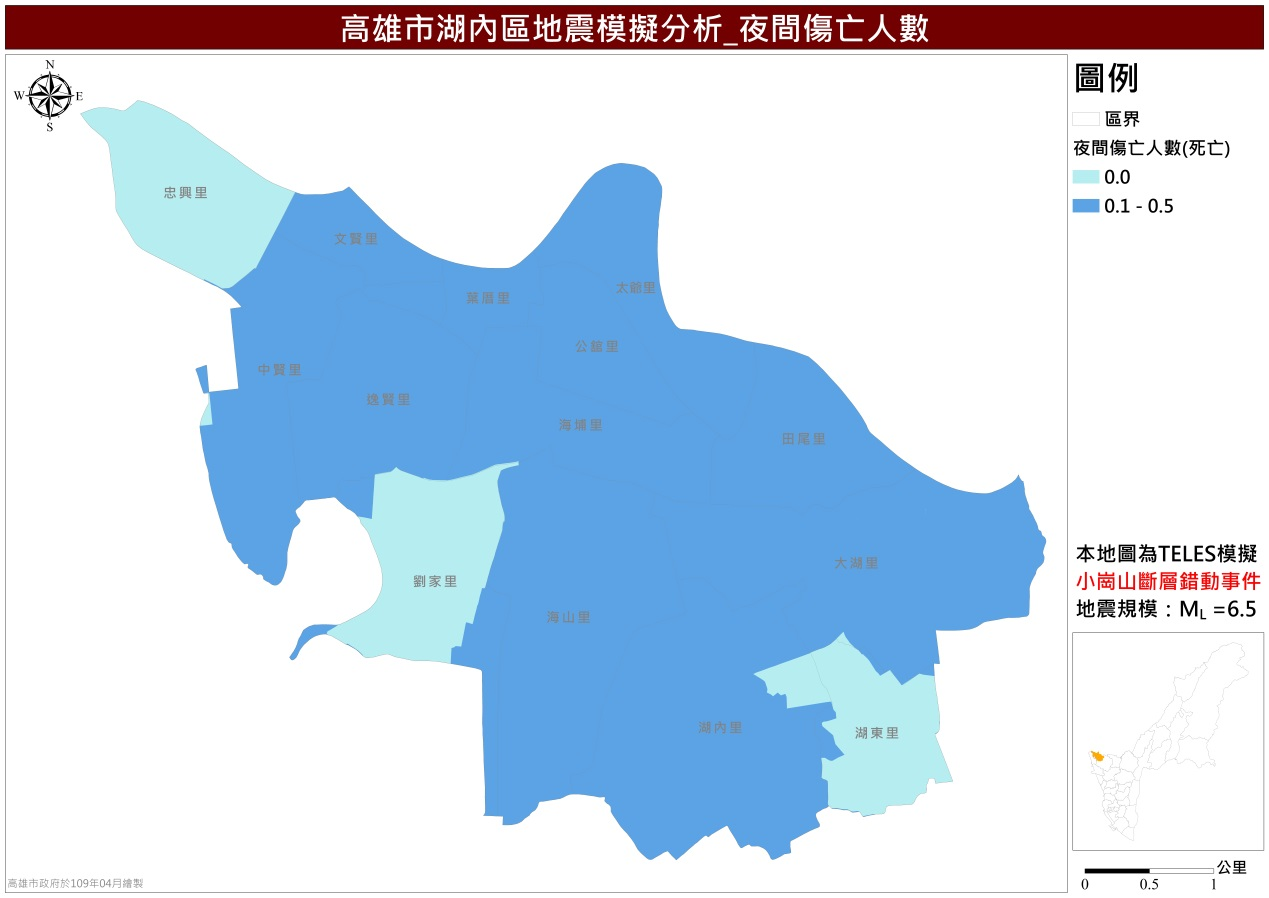 高雄市湖內區地震模擬分析_夜間傷亡人數
N
W E
S
忠興里
文賢里
葉厝里
太爺里
公舘里
中賢里
逸賢里
海埔里
田尾里
大湖里
劉家里
海山里
湖內里
湖東里
高雄市政府於109年04月繪製
圖例
區界
夜間傷亡人數(死亡)
0.0
0.1 - 0.5
本地圖為TELES模擬
小崗山斷層錯動事件
地震規模：ML =6.5
公里
0 0.5 1